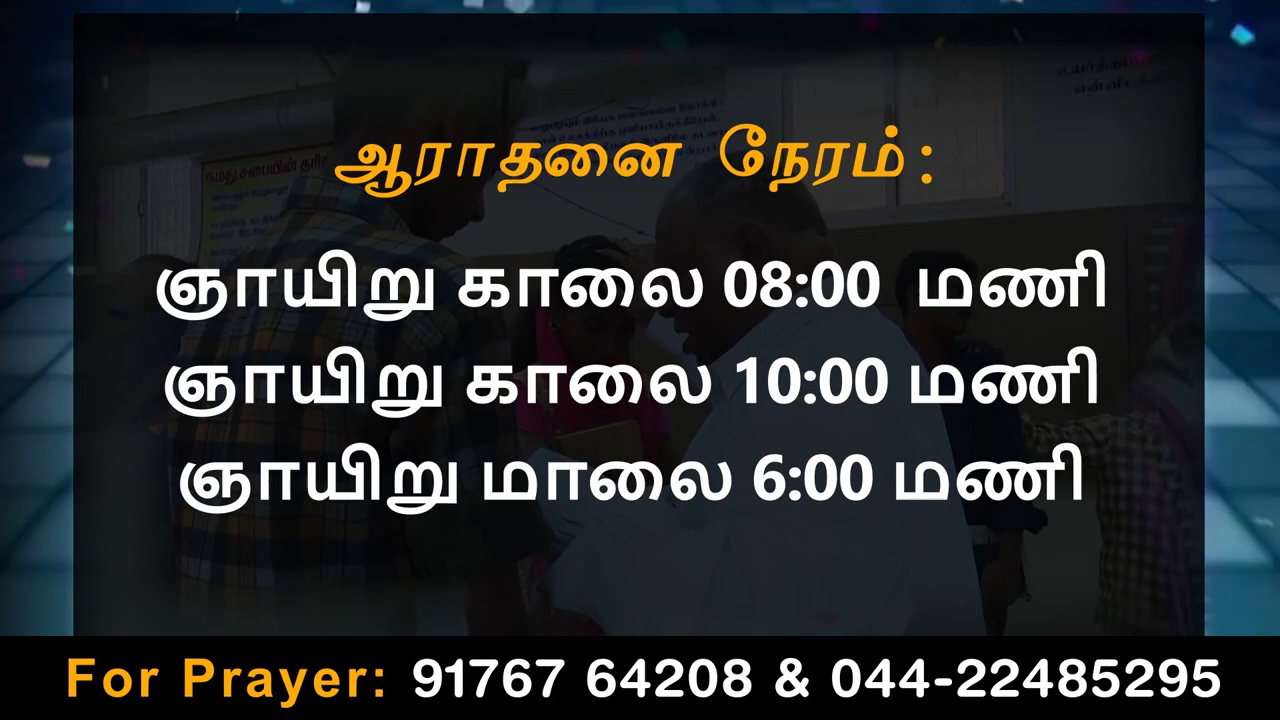 ஆராதனை நேரம் :
ஞாயிறு காலை 08:00 மணி
ஞாயிறு காலை 10:00 மணி
ஞாயிறு மாலை 6:00 மணி
For Prayer: 91767 64208 & 044-22485295